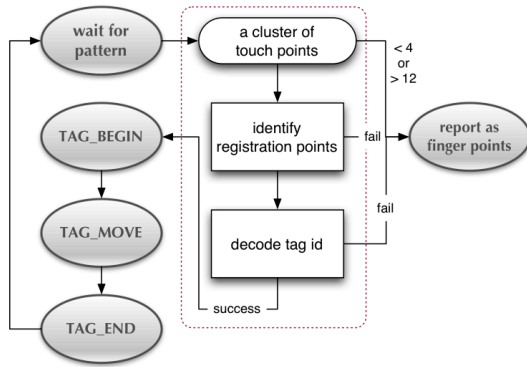 wait for
pattern
a cluster of
touch points
< 4
or
> 12
TAG_BEGIN
identify
registration points
fail
report as
finger points
TAG_MOVE
decode tag id
fail
success
TAG_END